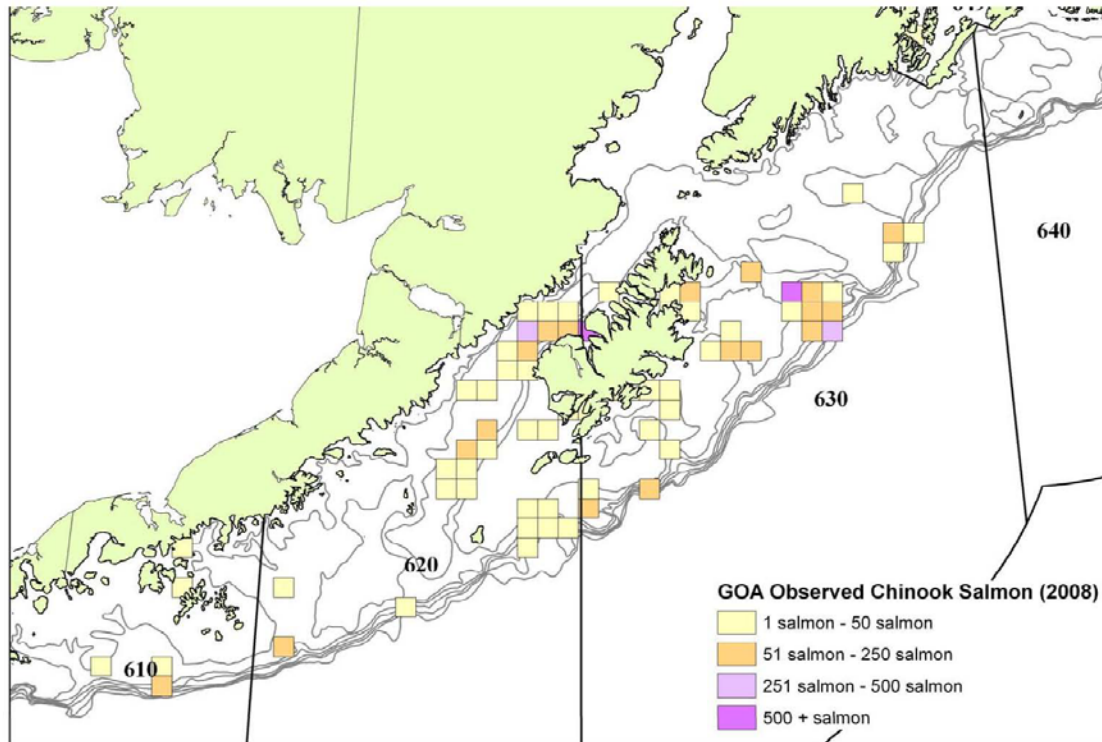 640
630
620
610
GOA Observed Chinook Salmon (2008)
1 salmon - 50 salmon
51 salmon - 250 salmon
251 salmon - 500 salmon
500 + salmon